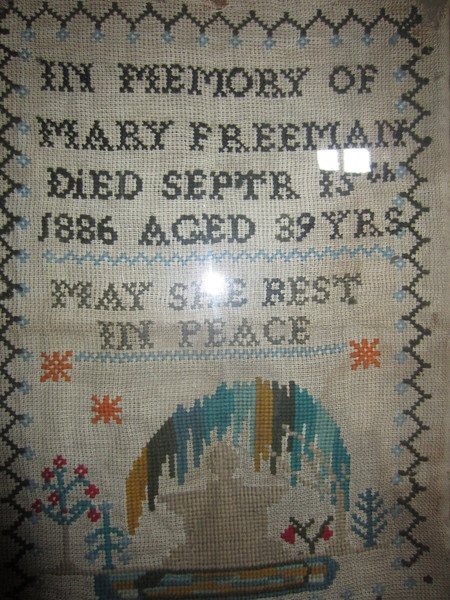 IN MEMORY OF
MARY FREEMAN
DiED SEPTR 15th
1886 AGED 39 YRS
MAY SHE REST
IN PEACE